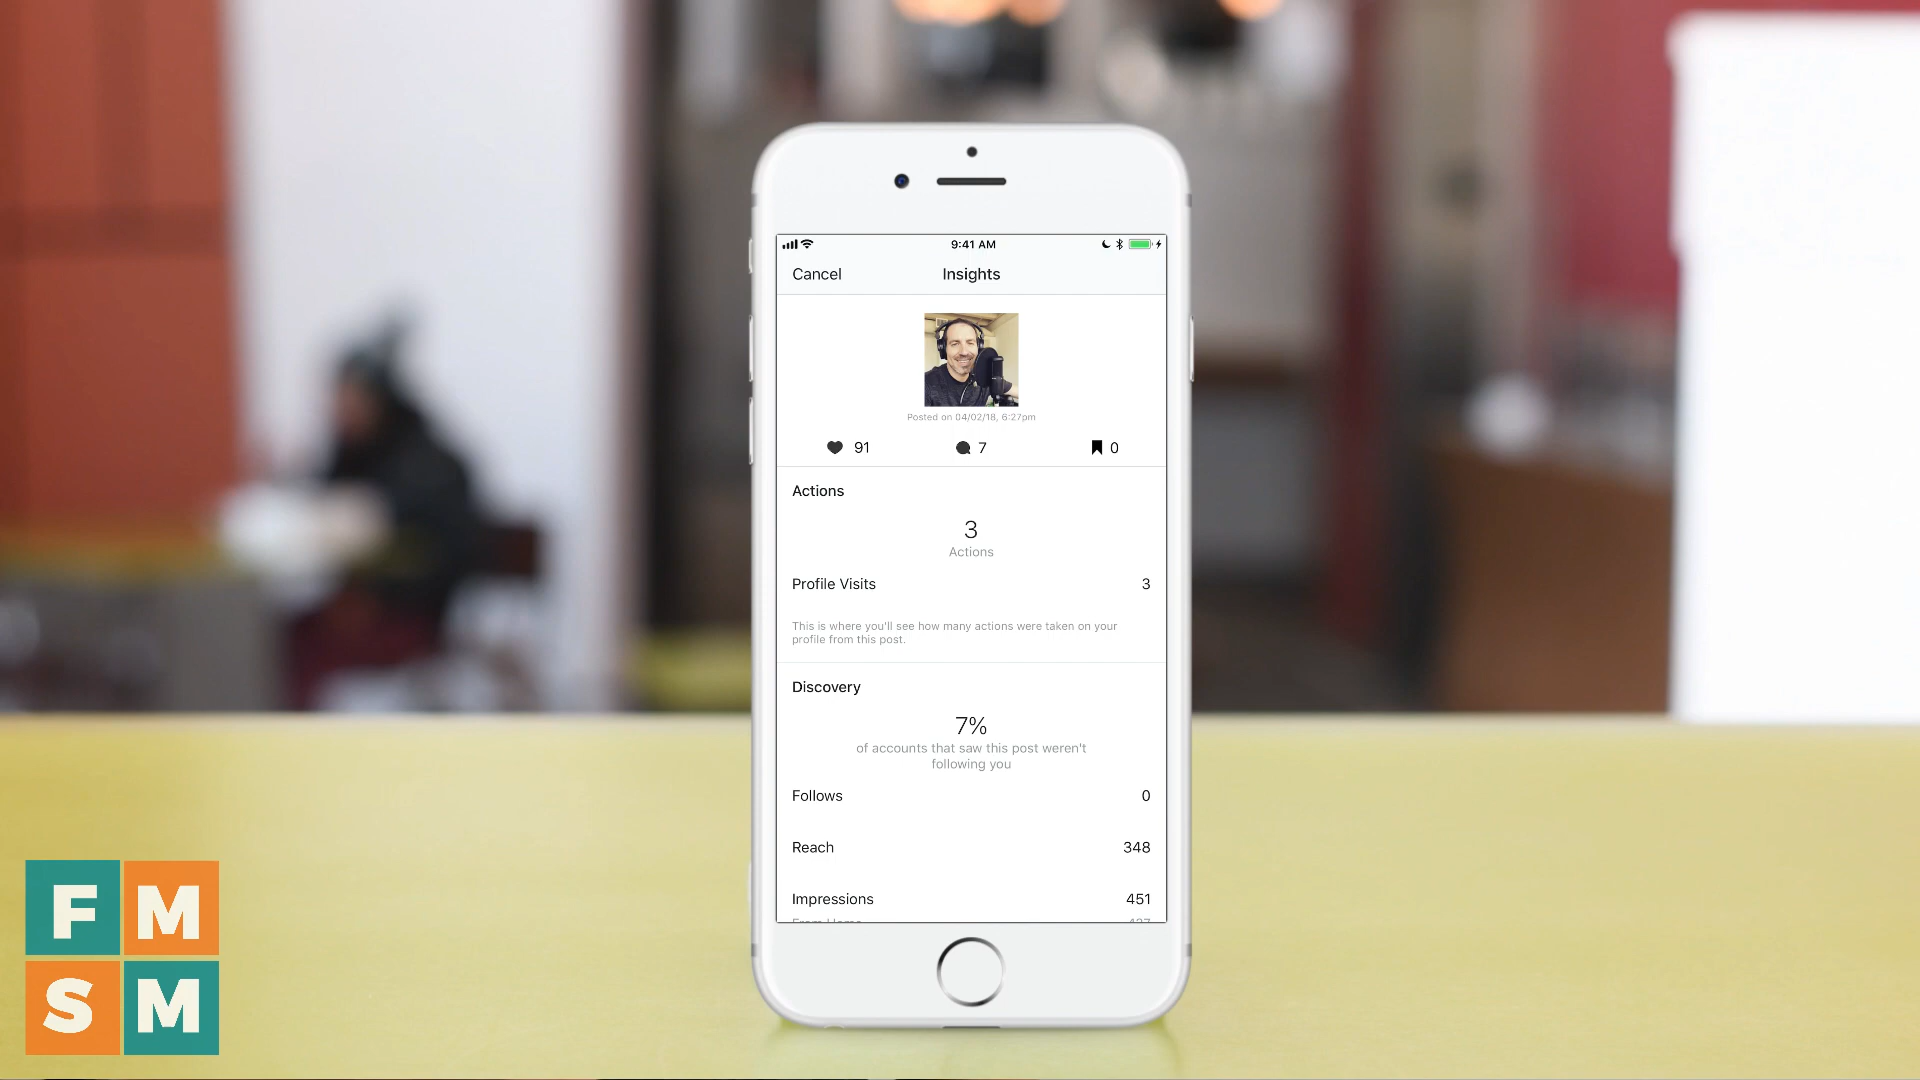 9:41 AM
Cancel
Insights
Posted on 04/02/18, 6:27pm
91
7
0
Actions
3
Actions
Profile Visits 3
This is where you'll see how many actions were taken on your
profile from this post.
Discovery
7%
of accounts that saw this post weren't
following you
Follows 0
Reach 348
Impressions 451
F M
S M